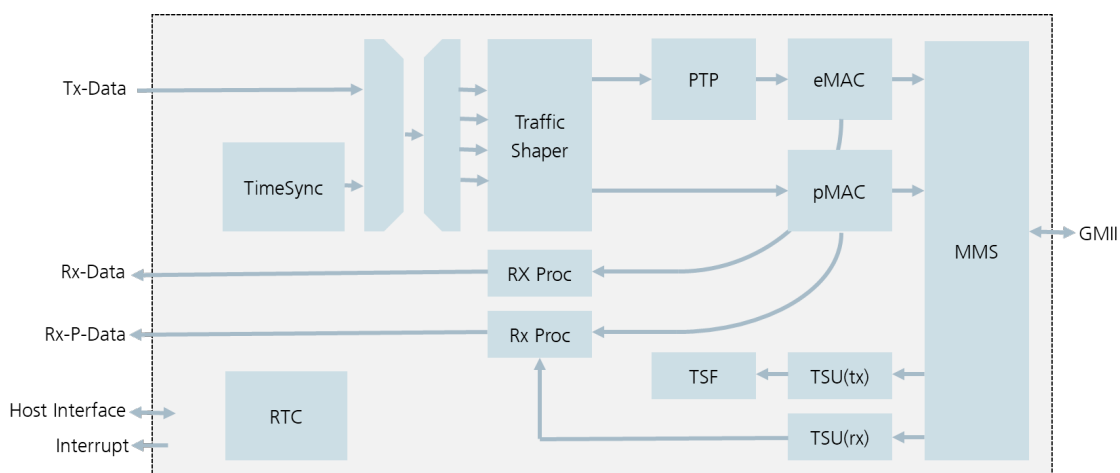 Tx-Data
TimeSync
Traffic
Shaper
PTP
eMAC
pMAC
MMS
GMII
Rx-Data
RX Proc
Rx-P-Data
Rx Proc
TSF
TSU(tx)
Host Interface
RTC
TSU(rx)
Interrupt